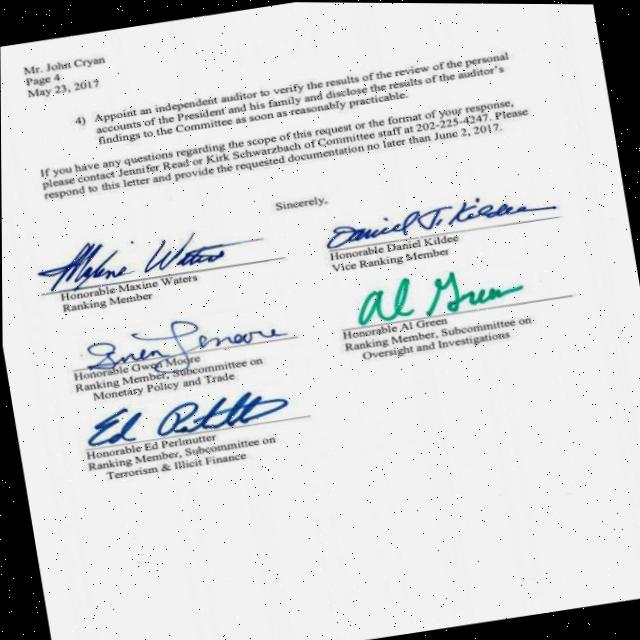 Mr. John Cryan
Page 4
May 23, 2017
4) Appoint an independent auditor to verify the results of the review of the personal
accounts of the President and his family and disclose the results of the auditor's
findings to the Committee as soon as reasonably practicable.
If you have any questions regarding the scope of this request or the format of your response,
please contact Jennifer Read or Kirk Schwarzbach of Committee staff at 202-225-4247. Please
respond to this letter and provide the requested documentation no later than June 2, 2017.
Sincerely,
Maxine Waters
Honorable Maxine Waters
Ranking Member
Daniel T. Kildee
Honorable Daniel Kildee
Vice Ranking Member
Al Green
Honorable Al Green
Ranking Member, Subcommittee on
Oversight and Investigations
Gwen Moore
Honorable Gwen Moore
Ranking Member, Subcommittee on
Monetary Policy and Trade
Ed Perlmutter
Honorable Ed Perlmutter
Ranking Member, Subcommittee on
Terrorism & Illicit Finance